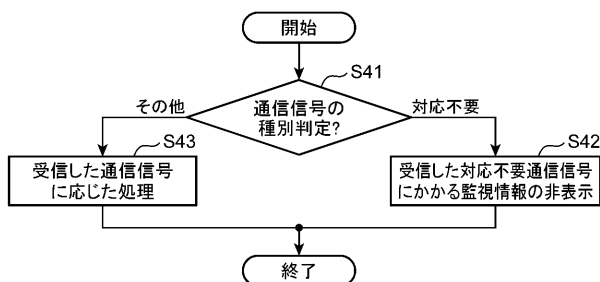 開始
S41
通信信号の
種別判定?
その他
対応不要
S43
受信した通信信号
に応じた処理
S42
受信した対応不要通信信号
にかかる監視情報の非表示
終了